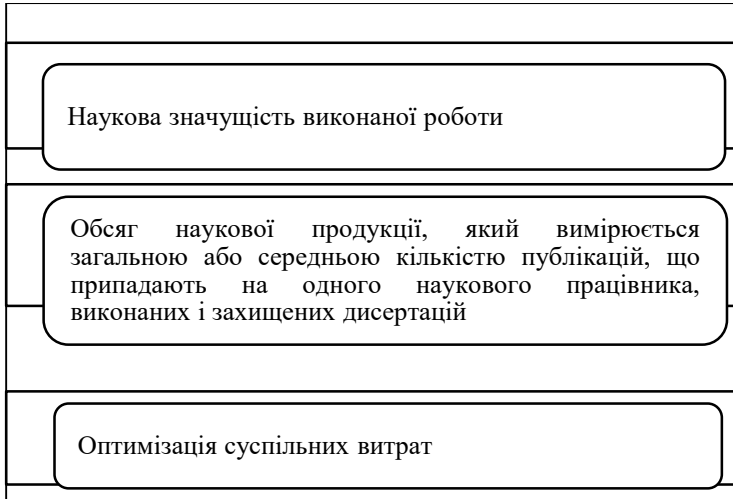 Наукова значущість виконаної роботи
Обсяг наукової продукції, який вимірюється
загальною або середньою кількістю публікацій, що
припадають на одного наукового працівника,
виконаних і захищених дисертацій
Оптимізація суспільних витрат